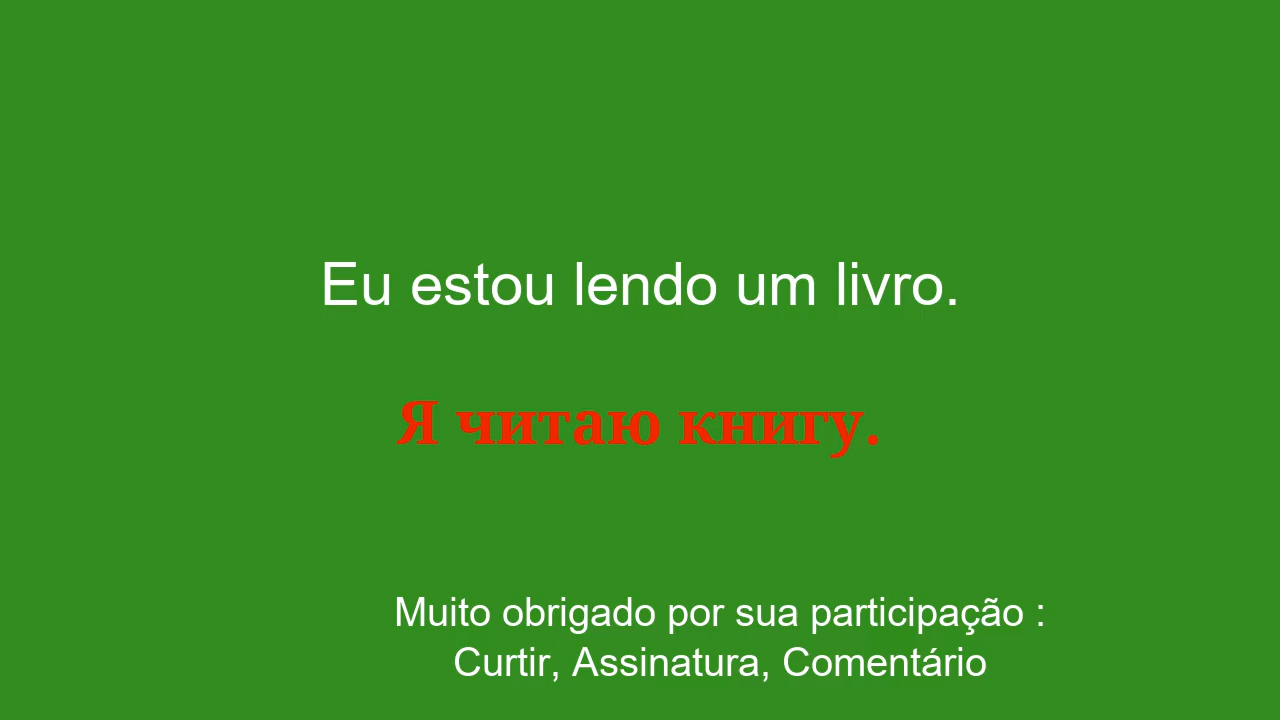 Eu estou lendo um livro.
Я читаю книгу.
Muito obrigado por sua participação :
Curtir, Assinatura, Comentário